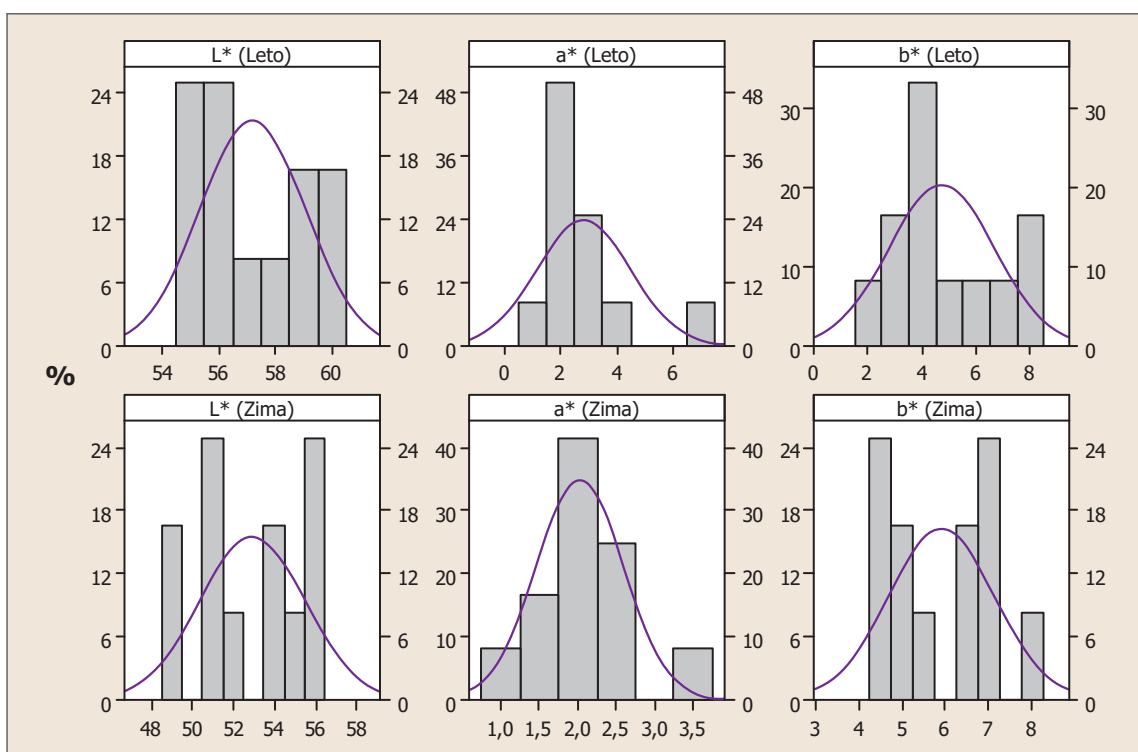 L* (Leto)
a* (Leto)
b* (Leto)
24 24 48 48
18 18 36 36 30 30
12 12 24 24 20 20
6 6 12 12 10 10
0 0 0 0 0 0
54 56 58 60
0 2 4 6
0 2 4 6 8
%
L* (Zima)
a* (Zima)
b* (Zima)
24 24 40 40 24 24
18 18 30 30 18 18
12 12 20 20 12 12
6 6 10 10 6 6
0 0 0 0 0 0
48 50 52 54 56 58
1,0 1,5 2,0 2,5 3,0 3,5
3 4 5 6 7 8